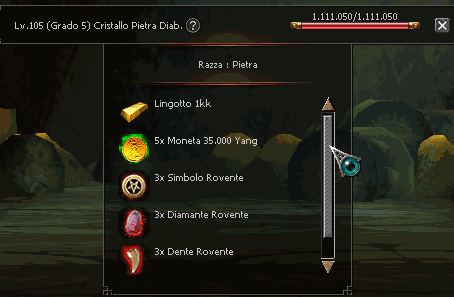 Lv.105 (Grado 5) Cristallo Pietra Diab. ?
1.111.050/1.111.050
Razza : Pietra
Lingotto 1kk
5x Moneta 35.000 Yang
3x Simbolo Rovente
3x Diamante Rovente
3x Dente Rovente